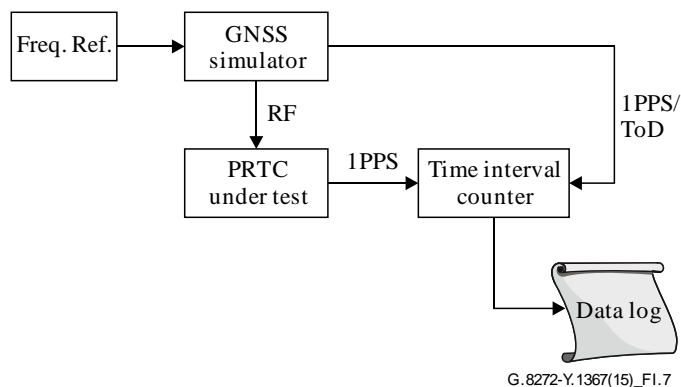 Freq. Ref.
GNSS
simulator
1PPS/
ToD
RF
PRTC
under test
1PPS
Time interval
counter
Data log
G.8272-Y.1367(15)_FI.7